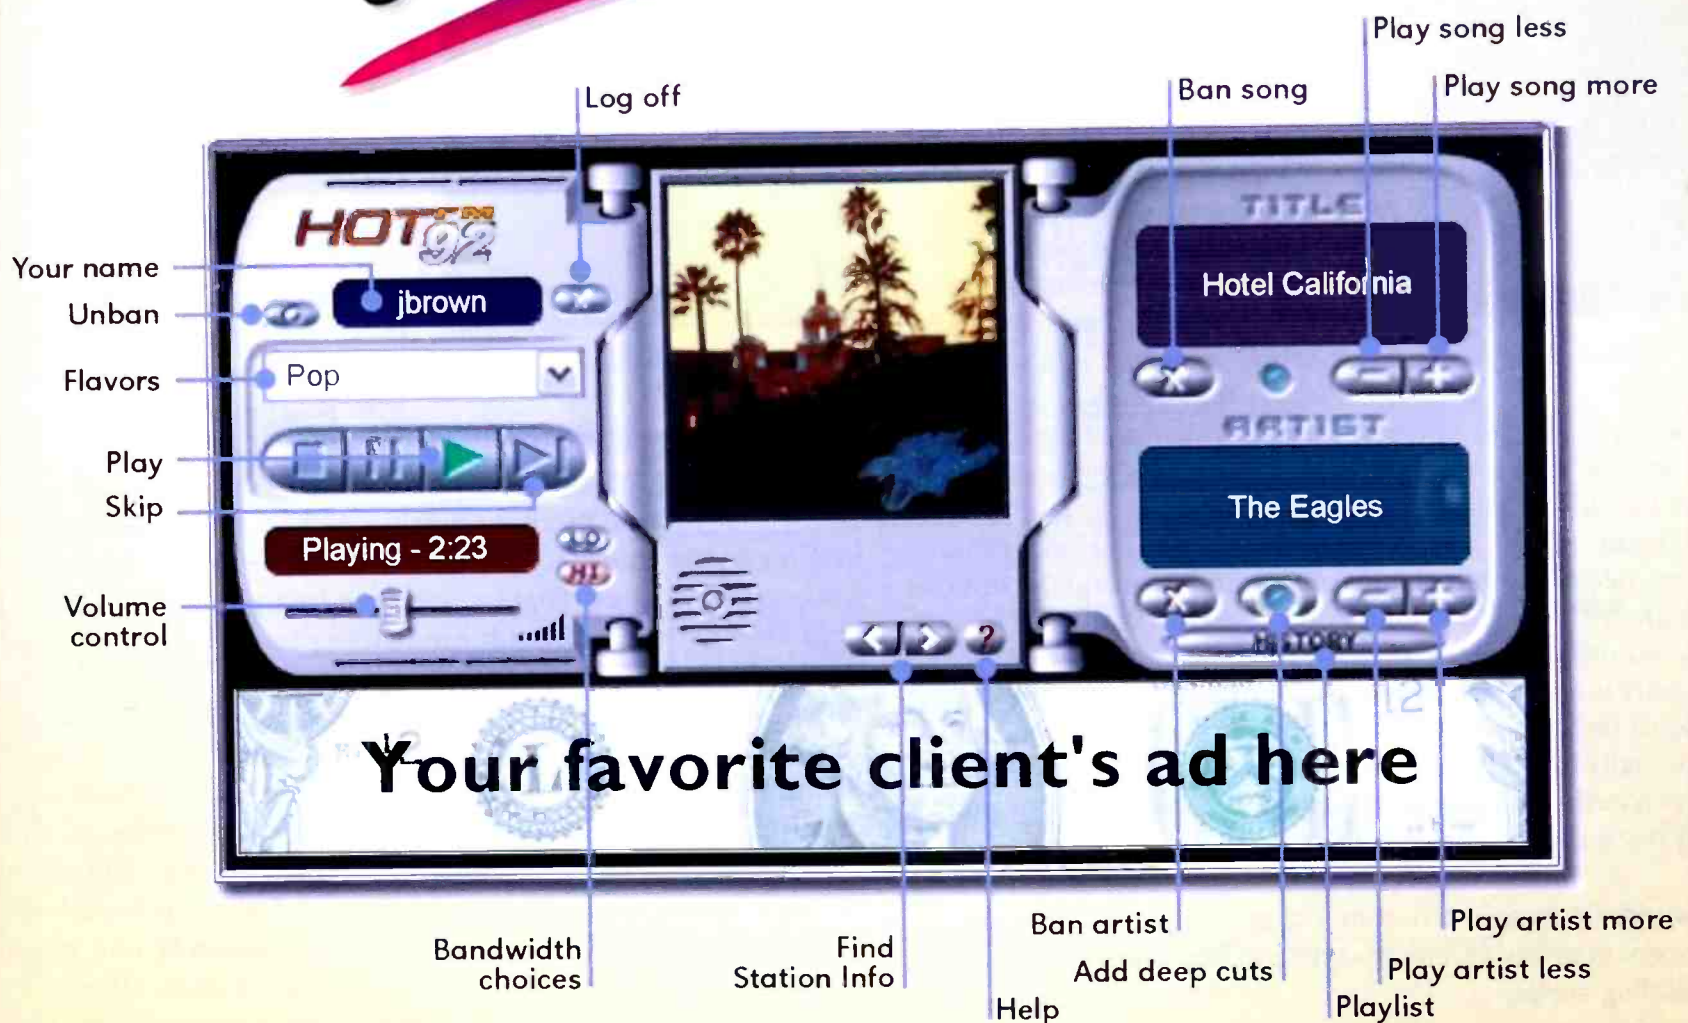 Play song less
Play song more
Ban song
Log off
HOT FM
92
TITLE
Your name
jbrown
Hotel California
Unban
Flavors
Pop
ARTIST
Play
Skip
The Eagles
Playing - 2:23
LO
HI
Volume
control
?
HISTORY
12
Your favorite client's ad here
Ban artist
Play artist more
Bandwidth
choices
Find
Station Info
Add deep cuts
Play artist less
Help
Playlist